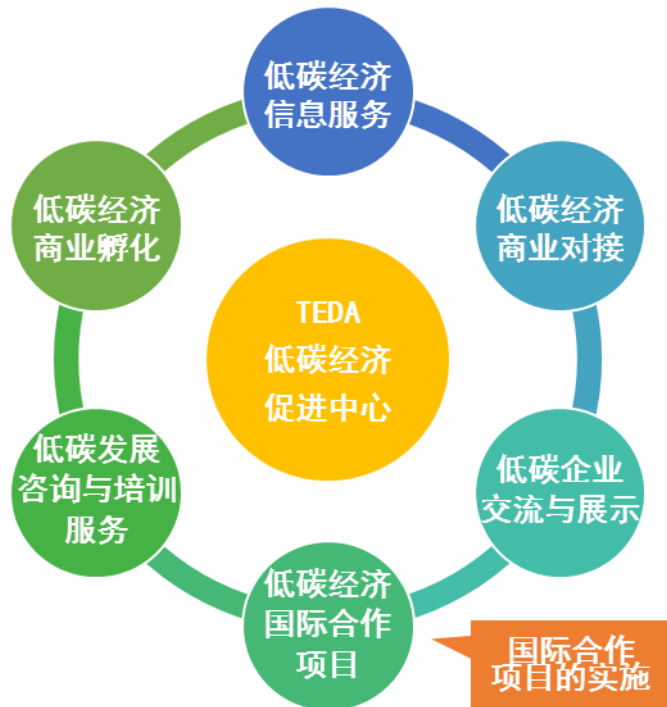 低碳经济
信息服务
低碳经济
商业孵化
低碳经济
商业对接
TEDA
低碳经济
促进中心
低碳发展
咨询与培训
服务
低碳企业
交流与展示
低碳经济
国际合作
项目
国际合作
项目的实施